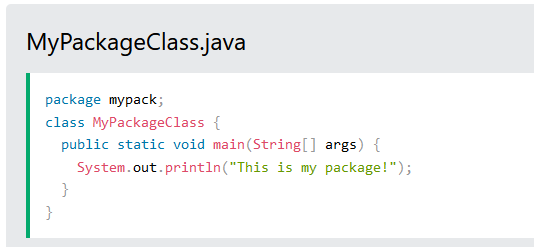 MyPackageClass.java
package mypack;
class MyPackageClass {
  public static void main(String[] args) {
    System.out.println("This is my package!");
  }
}